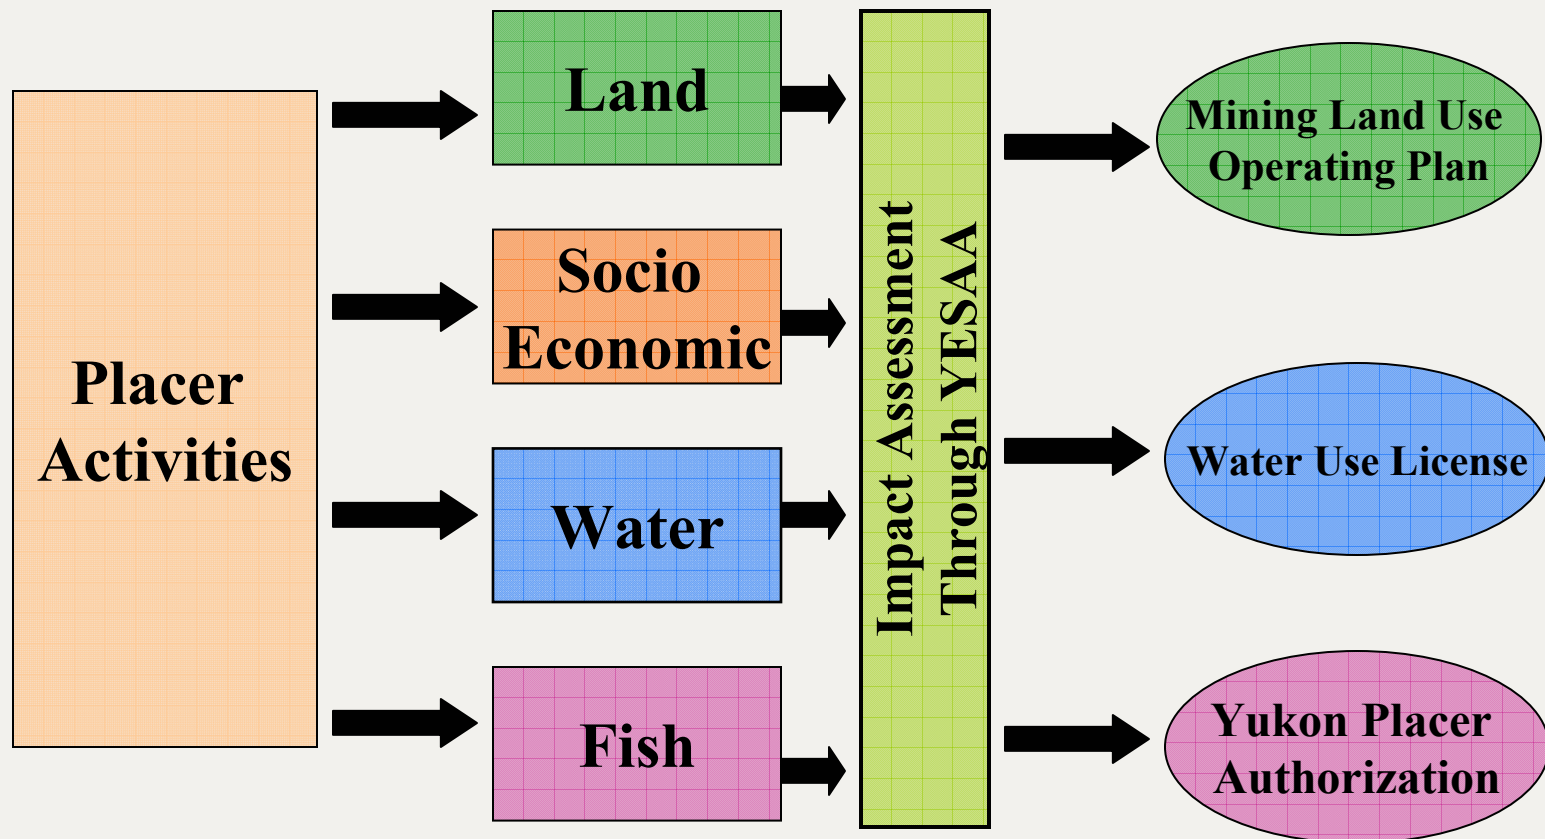 Placer
Activities
Land
Socio
Economic
Water
Fish
Impact Assessment
Through YESAA
Mining Land Use
Operating Plan
Water Use License
Yukon Placer
Authorization